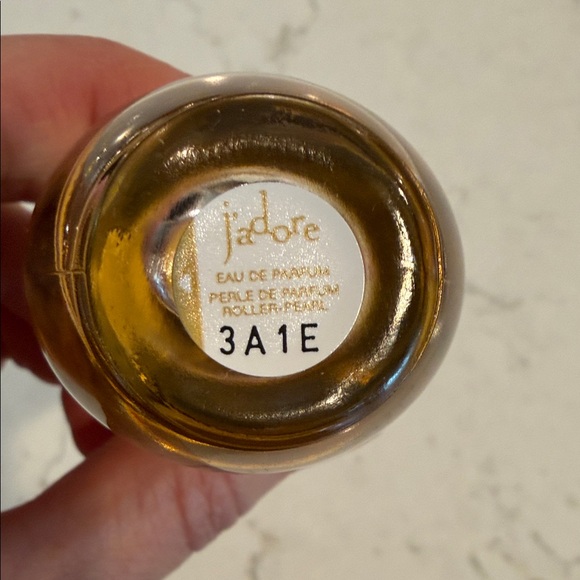 j'adore
EAU DE PARFUM
PERLE DE PARFUM
ROLLER-PEARL
3A1E